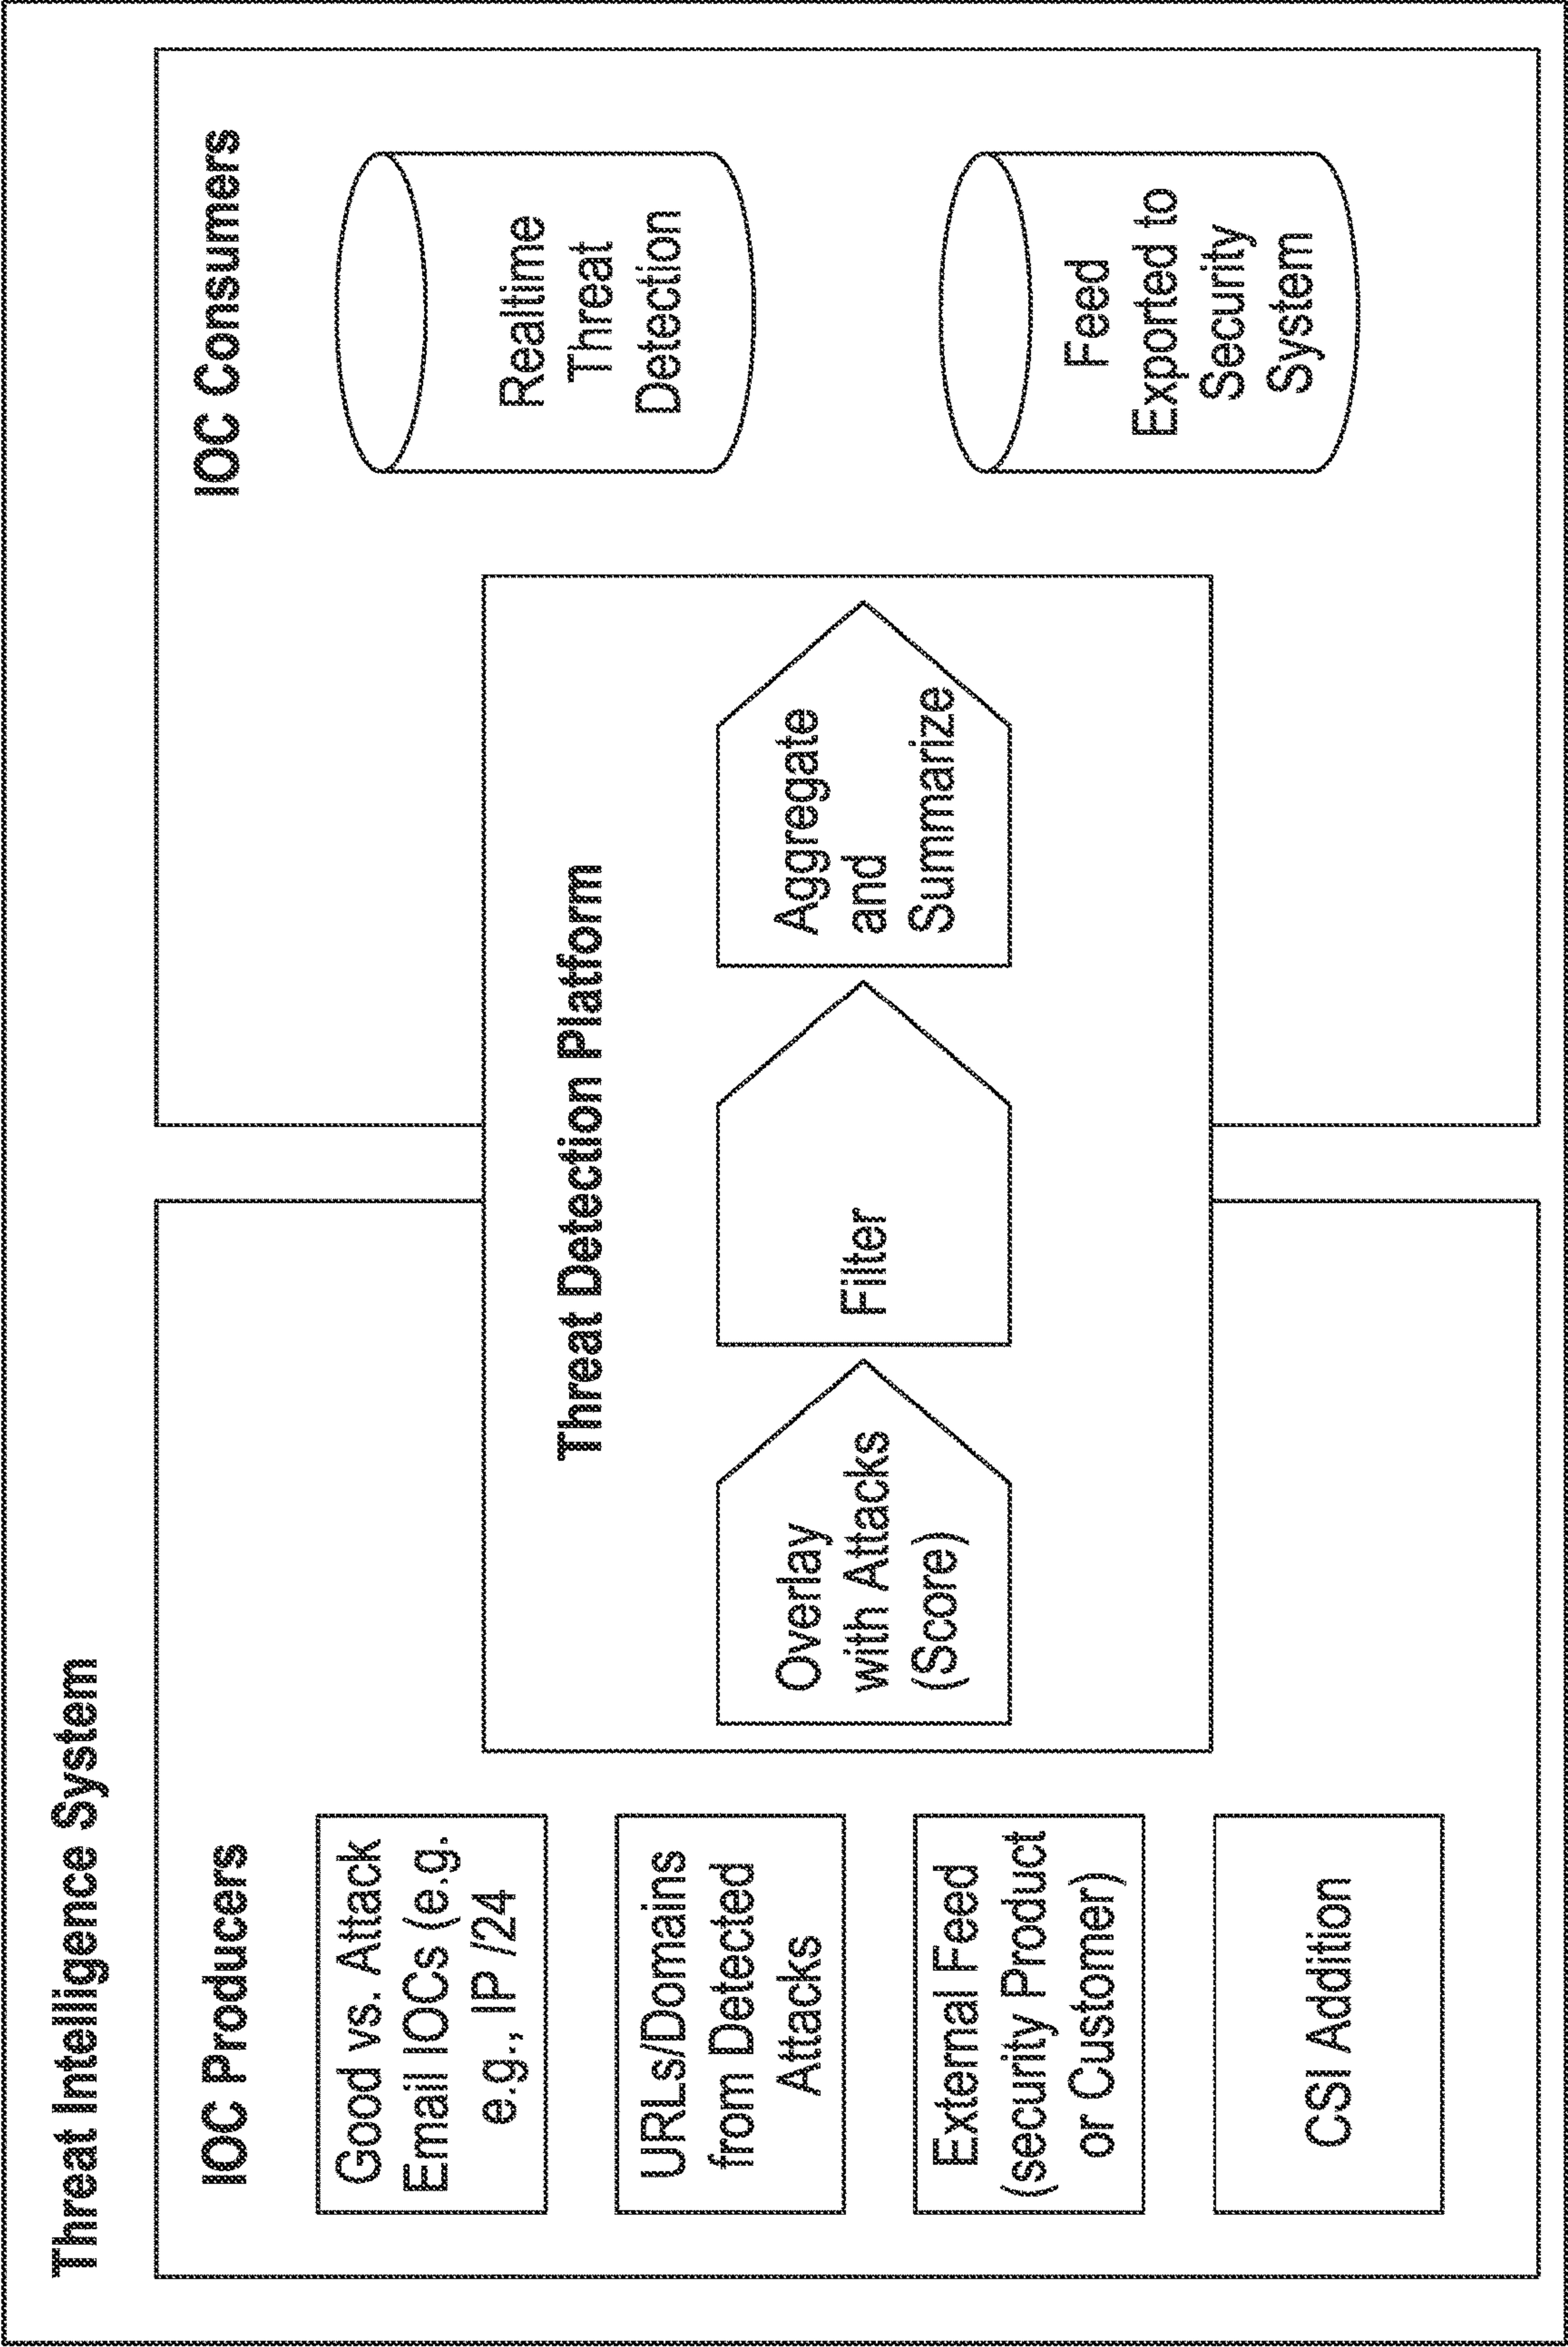 Threat Intelligence System
IOC Producers
Good vs. Attack
Email IOCs (e.g.
e.g., IP /24
URLs/Domains
from Detected
Attacks
External Feed
(security Product
or Customer)
CSI Addition
Threat Detection Platform
Overlay
with Attacks
(Score)
Filter
Aggregate
and
Summarize
IOC Consumers
Realtime
Threat
Detection
Feed
Exported to
Security
System